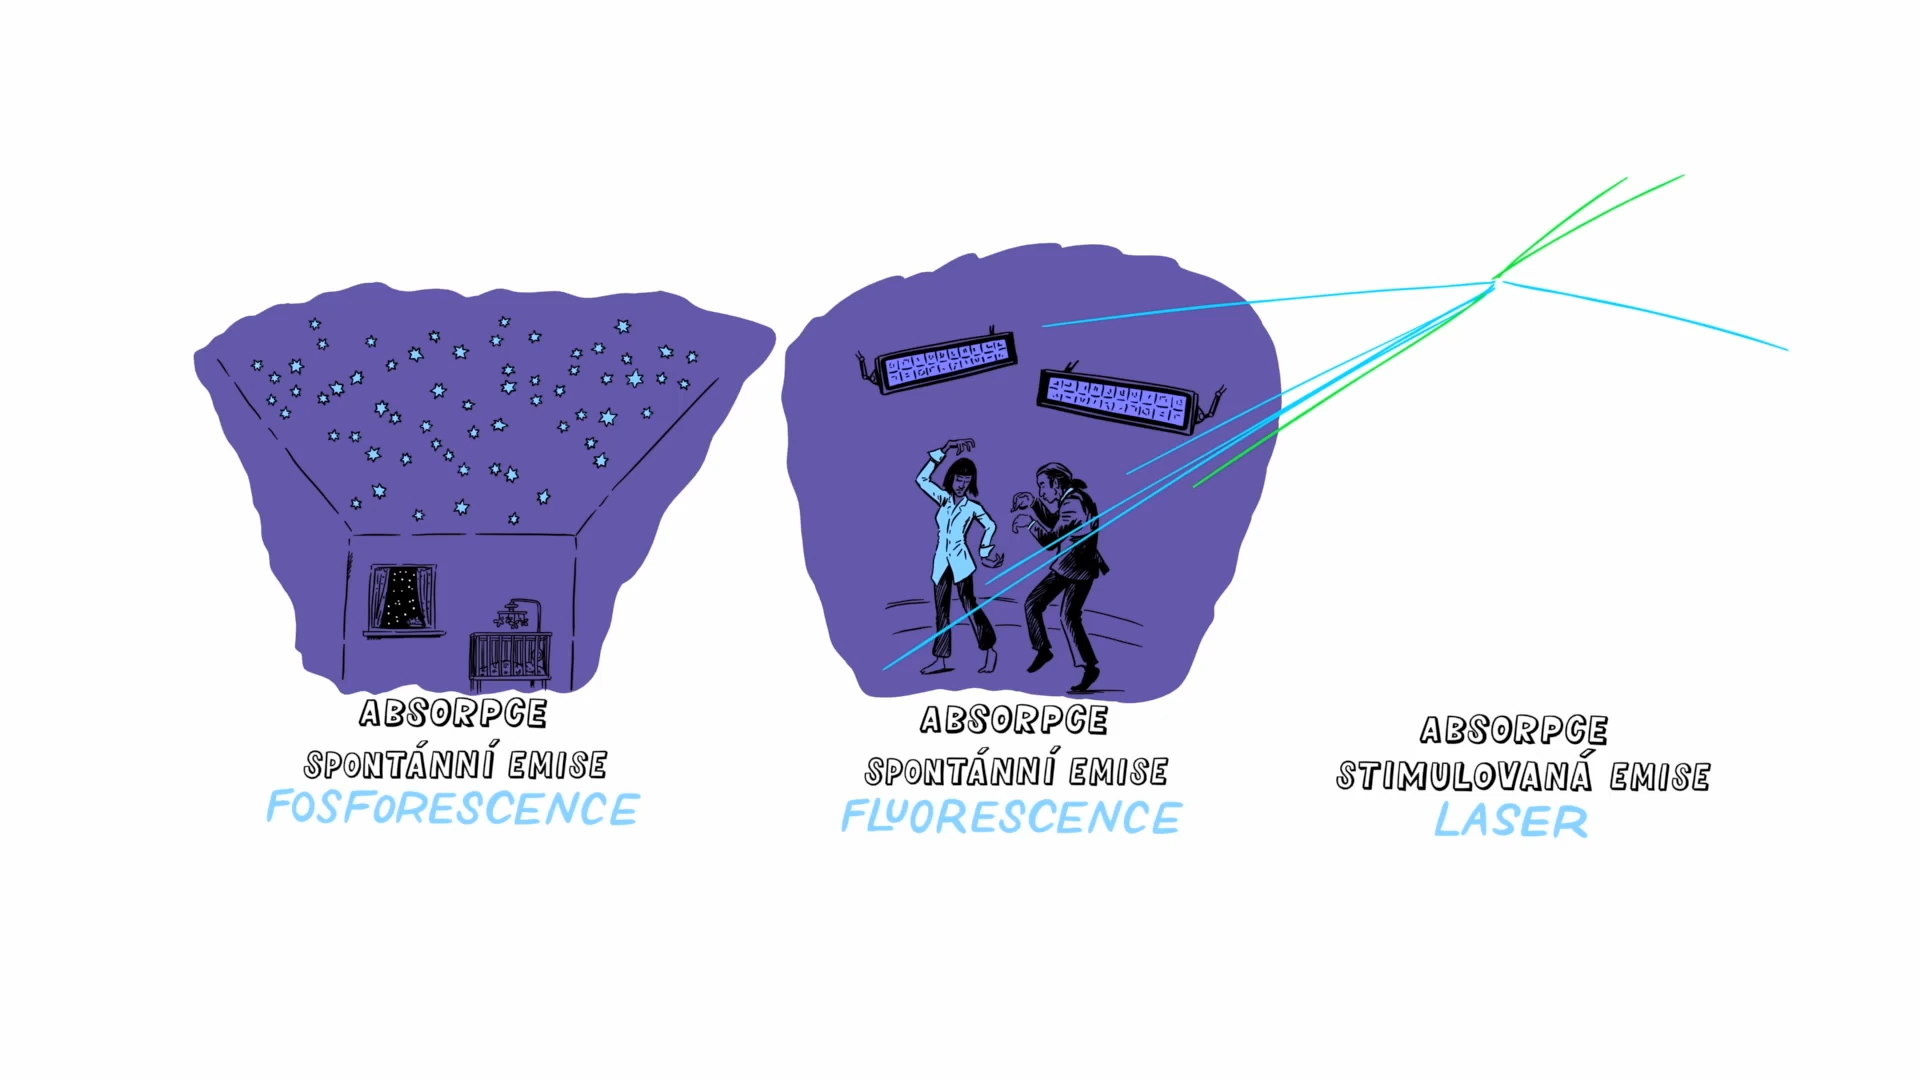 ABSORPCE
SPONTÁNNÍ EMISE
FOSFORESCENCE
ABSORPCE
SPONTÁNNÍ EMISE
FLUORESCENCE
ABSORPCE
STIMULOVANÁ EMISE
LASER